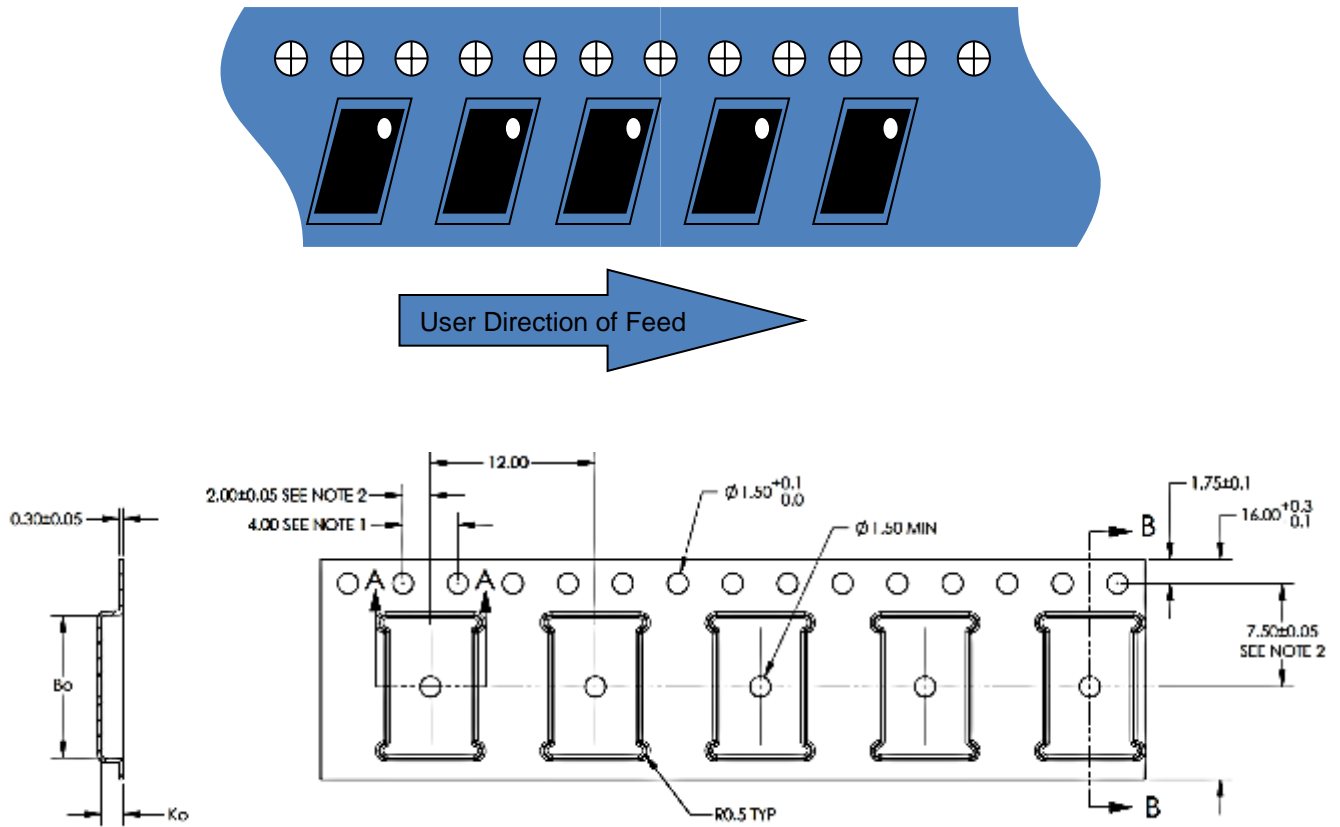 User Direction of Feed
12.00
2.00±0.05 SEE NOTE 2
4.00 SEE NOTE 1
0.30±0.05
Ø1.50 +0.1 0.0
Ø1.50 MIN
1.75±0.1
16.00 +0.3 0.1
B
A
A
7.50±0.05
SEE NOTE 2
Bo
Ko
R0.5 TYP
B